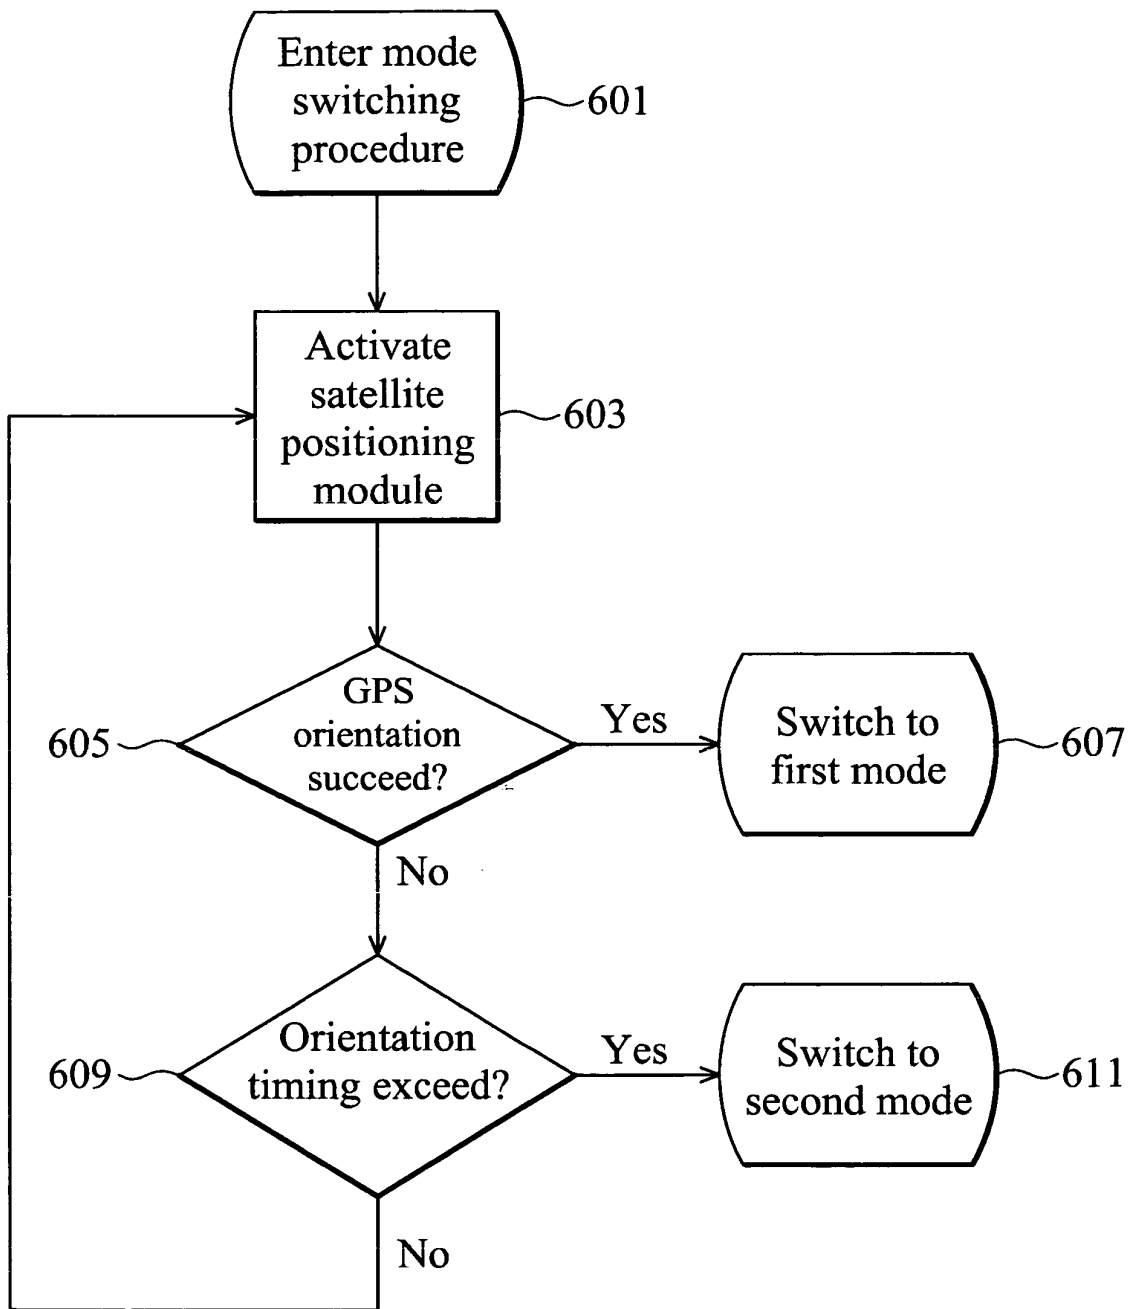 Enter mode
switching
procedure
601
Activate
satellite
positioning
module
603
GPS
orientation
succeed?
605
Yes
Switch to
first mode
607
No
Orientation
timing exceed?
609
Yes
Switch to
second mode
611
No